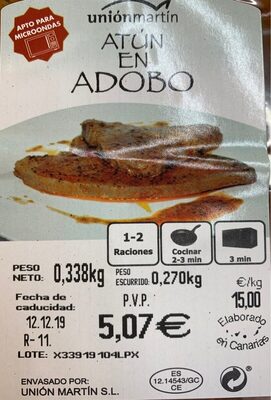 APTO PARA
MICROONDAS
uniónmartín
ATÚN
EN
ADOBO
1-2
Raciones
Cocinar
2-3 min
3 min
PESO
NETO: 0,338kg
PESO
ESCURRIDO: 0,270kg
€/kg
Fecha de
caducidad:
P.V.P.
15,00
12.12.19
5,07€
R- 11.
LOTE: X33919104LPX
Elaborado
en Canarias
ENVASADO POR:
UNIÓN MARTÍN S.L.
ES
12.14543/GC
CE